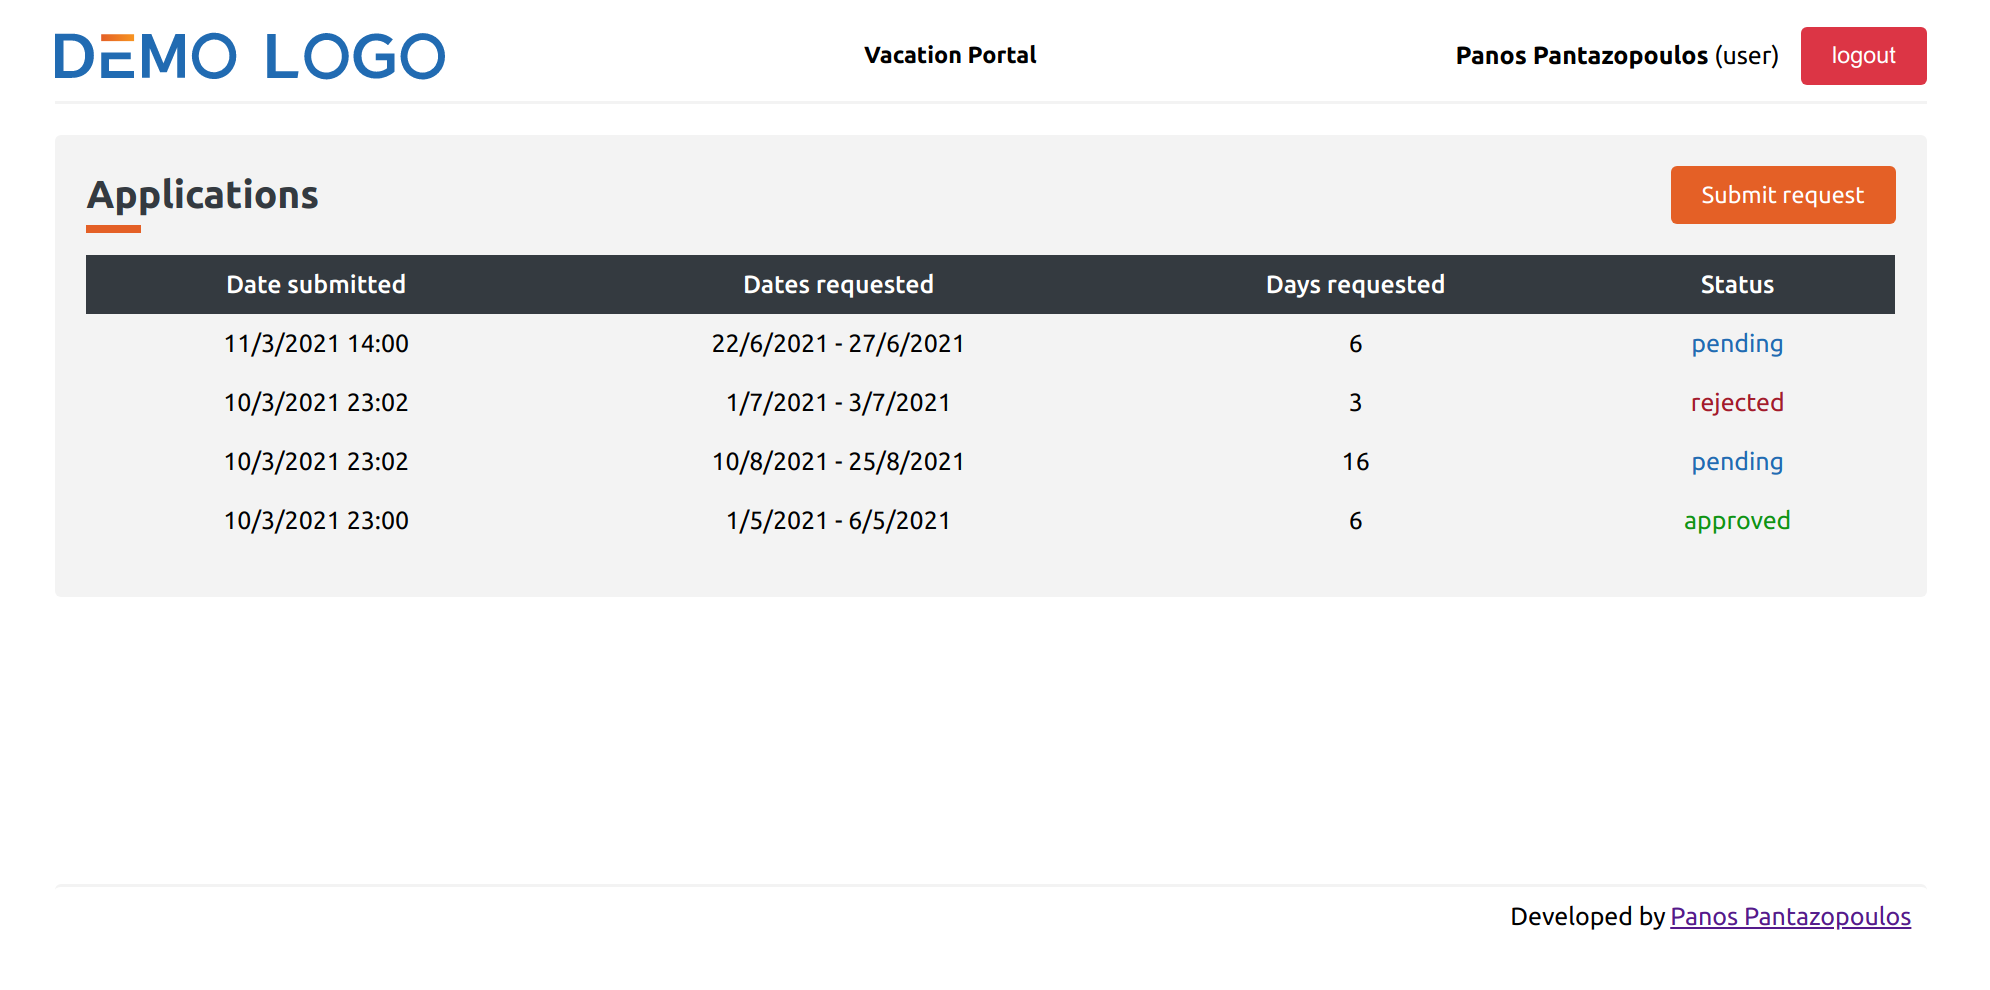 DEMO LOGO Vacation Portal Panos Pantazopoulos (user) logout
Applications Submit request
Date submitted Dates requested Days requested Status
11/3/2021 14:00 22/6/2021 - 27/6/2021 6 pending
10/3/2021 23:02 1/7/2021 - 3/7/2021 3 rejected
10/3/2021 23:02 10/8/2021 - 25/8/2021 16 pending
10/3/2021 23:00 1/5/2021 - 6/5/2021 6 approved
Developed by Panos Pantazopoulos